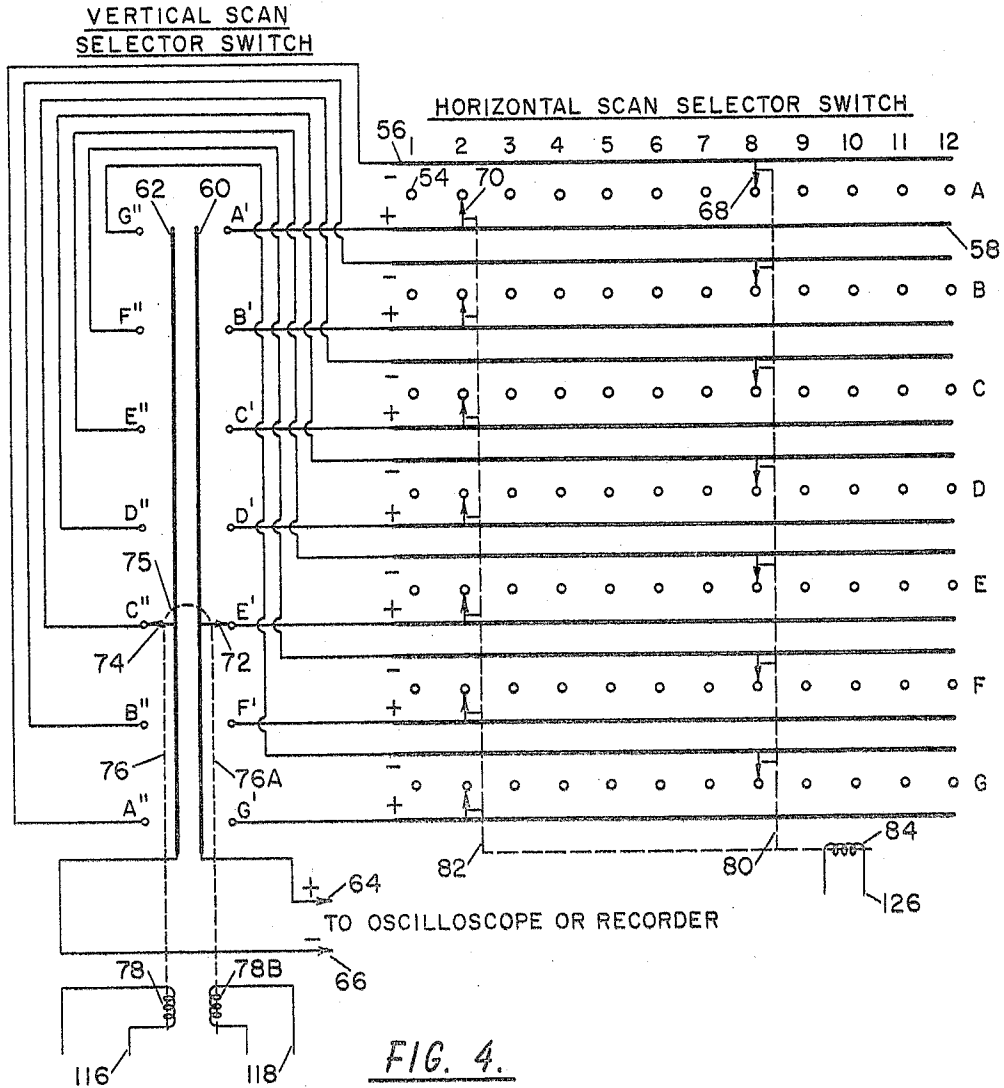 VERTICAL SCAN
SELECTOR SWITCH
HORIZONTAL SCAN SELECTOR SWITCH
56 1 2 3 4 5 6 7 8 9 10 11 12
62 60 - 54 70 68 A
G" A' + 58
- B
F" B' +
- C
E" C' +
- D
D" D' +
75 - E
C" E' +
74 72
- F
B" F' +
76 76A - G
A" G' +
82 80 84
+ 64 126
TO OSCILLOSCOPE OR RECORDER
- 66
78 78B
116 118
FIG. 4.